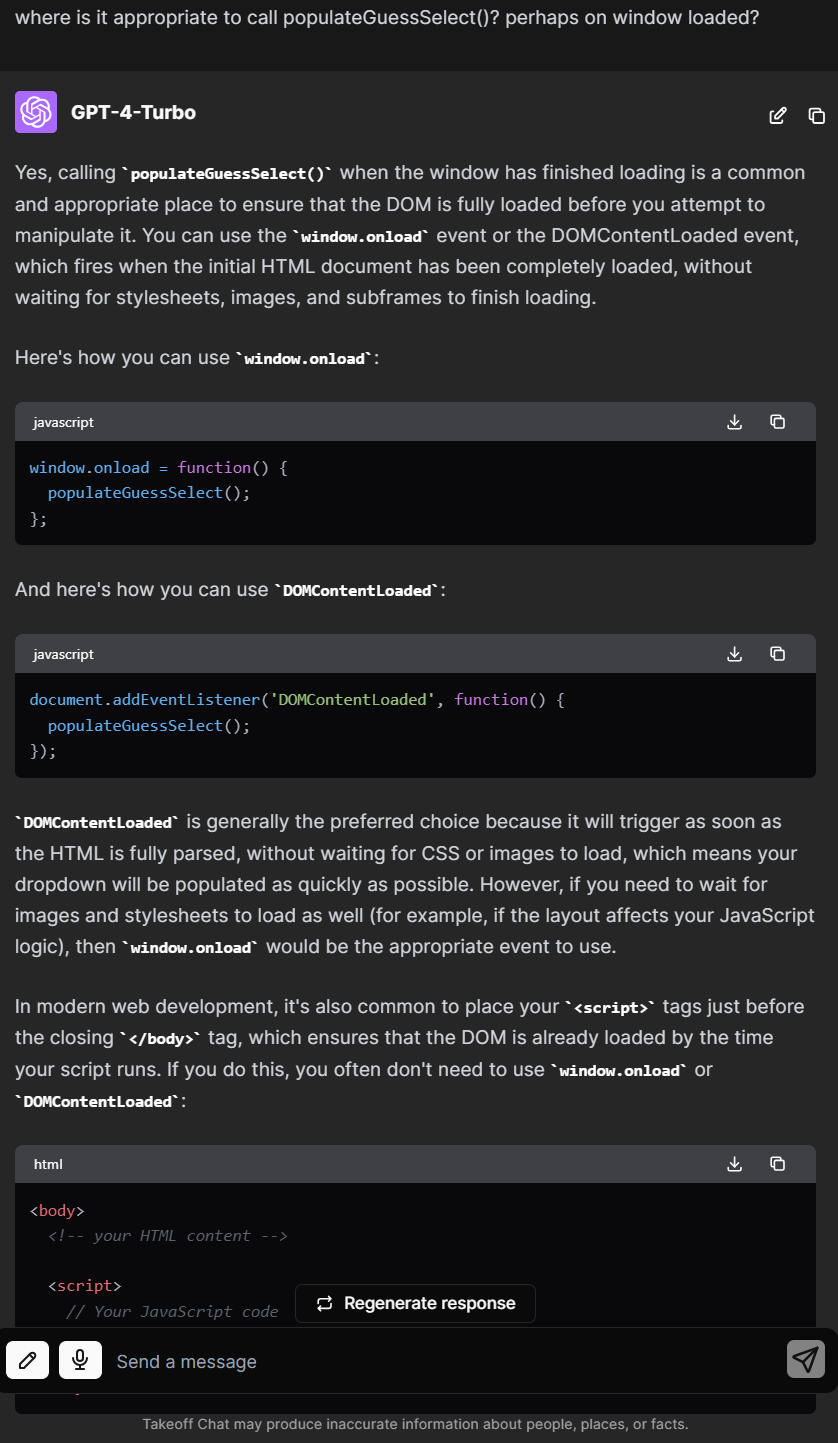 where is it appropriate to call populateGuessSelect()? perhaps on window loaded?
GPT-4-Turbo
Yes, calling `populateGuessSelect()` when the window has finished loading is a common
and appropriate place to ensure that the DOM is fully loaded before you attempt to
manipulate it. You can use the `window.onload` event or the DOMContentLoaded event,
which fires when the initial HTML document has been completely loaded, without
waiting for stylesheets, images, and subframes to finish loading.
Here's how you can use `window.onload`:
javascript
window.onload = function() {
  populateGuessSelect();
};
And here's how you can use `DOMContentLoaded`:
javascript
document.addEventListener('DOMContentLoaded', function() {
  populateGuessSelect();
});
`DOMContentLoaded` is generally the preferred choice because it will trigger as soon as
the HTML is fully parsed, without waiting for CSS or images to load, which means your
dropdown will be populated as quickly as possible. However, if you need to wait for
images and stylesheets to load as well (for example, if the layout affects your JavaScript
logic), then `window.onload` would be the appropriate event to use.
In modern web development, it's also common to place your `<script>` tags just before
the closing `</body>` tag, which ensures that the DOM is already loaded by the time
your script runs. If you do this, you often don't need to use `window.onload` or
`DOMContentLoaded`:
html
<body>
  <!-- your HTML content -->
  <script>
    // Your JavaScript code
Regenerate response
Send a message
Takeoff Chat may produce inaccurate information about people, places, or facts.